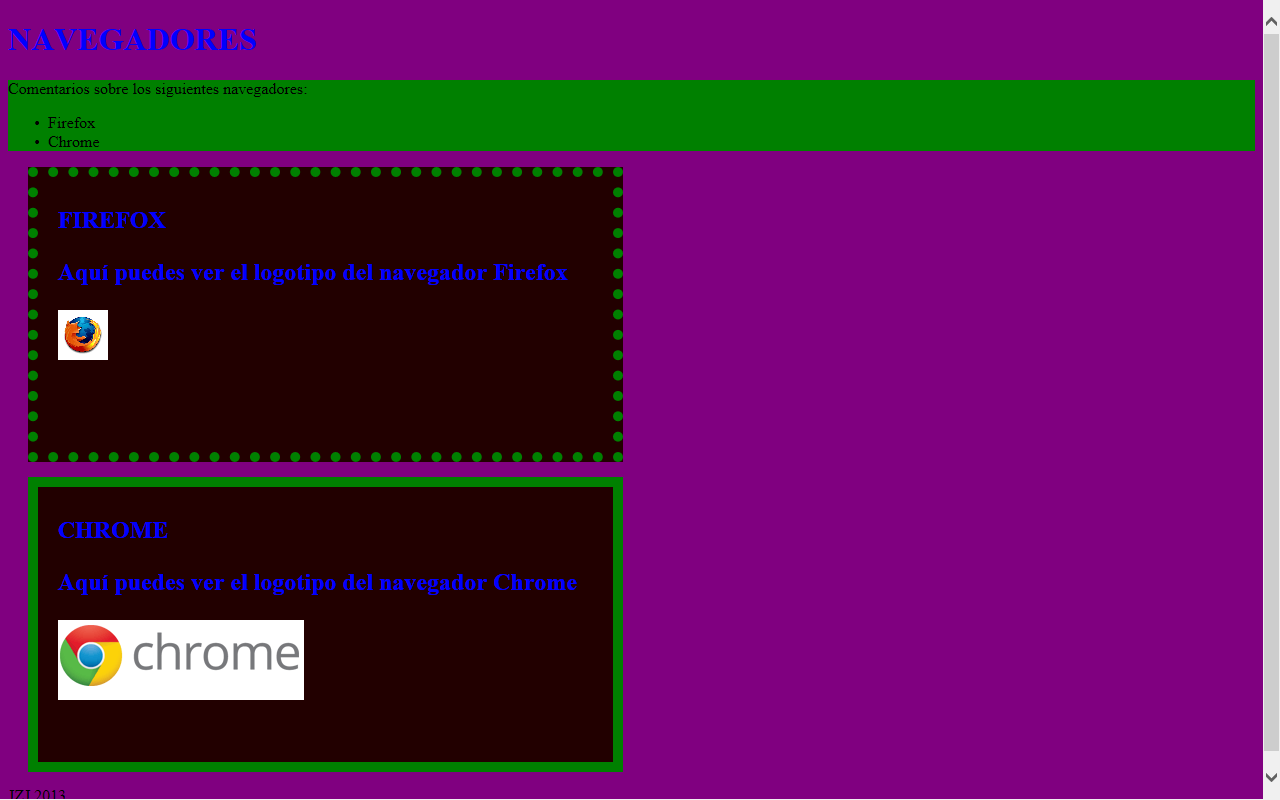 NAVEGADORES
Comentarios sobre los siguientes navegadores:
• Firefox
• Chrome
FIREFOX
Aquí puedes ver el logotipo del navegador Firefox
CHROME
Aquí puedes ver el logotipo del navegador Chrome
chrome
2013